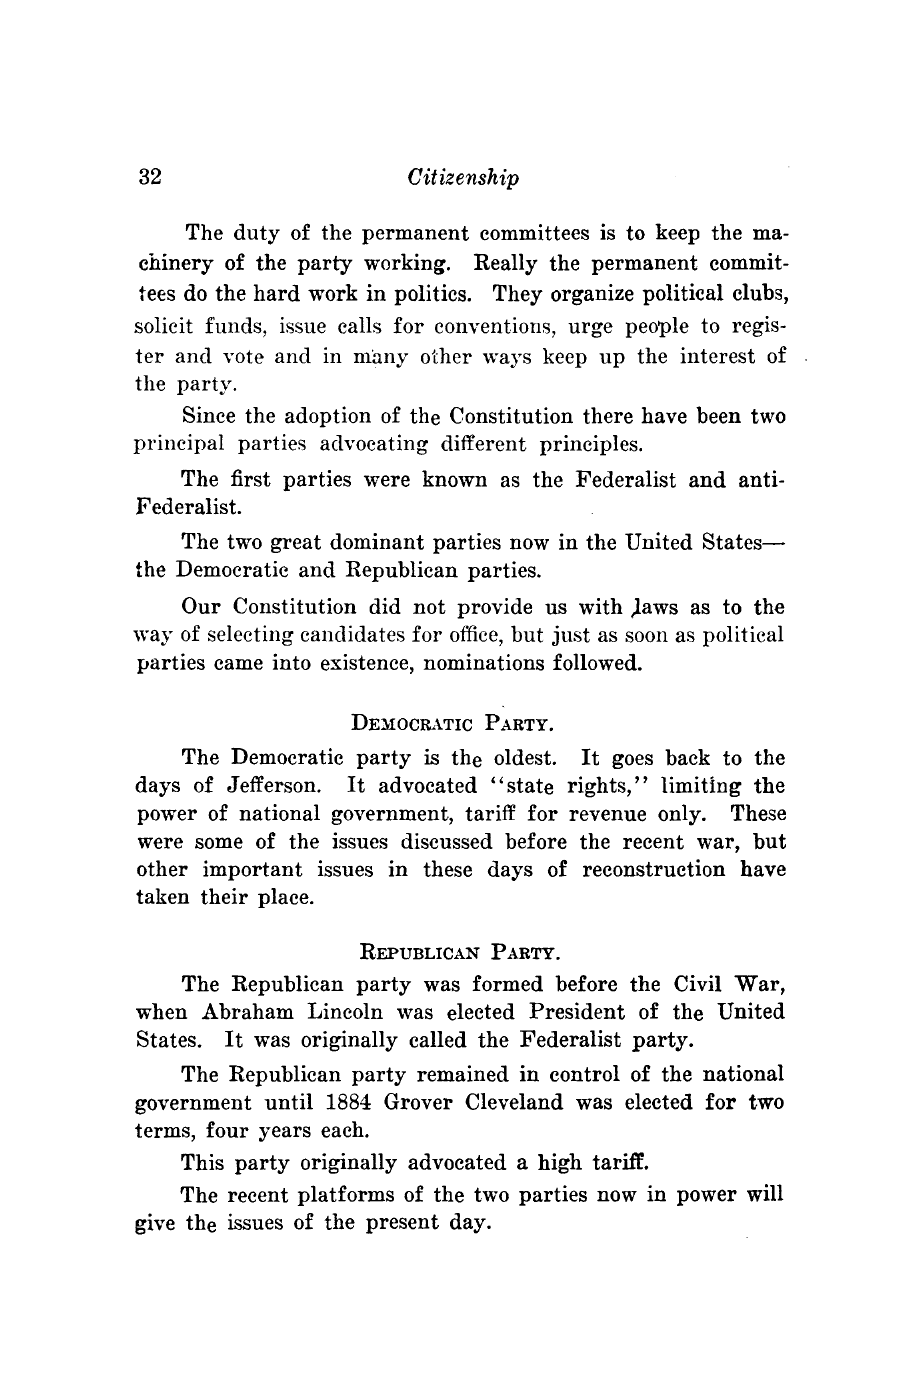 32 Citizenship
The duty of the permanent committees is to keep the ma-
chinery of the party working. Really the permanent commit-
tees do the hard work in politics. They organize political clubs,
solicit funds, issue calls for conventions, urge people to regis-
ter and vote and in many other ways keep up the interest of
the party.
Since the adoption of the Constitution there have been two
principal parties advocating different principles.
The first parties were known as the Federalist and anti-
Federalist.
The two great dominant parties now in the United States—
the Democratic and Republican parties.
Our Constitution did not provide us with laws as to the
way of selecting candidates for office, but just as soon as political
parties came into existence, nominations followed.
DEMOCRATIC PARTY.
The Democratic party is the oldest. It goes back to the
days of Jefferson. It advocated "state rights," limiting the
power of national government, tariff for revenue only. These
were some of the issues discussed before the recent war, but
other important issues in these days of reconstruction have
taken their place.
REPUBLICAN PARTY.
The Republican party was formed before the Civil War,
when Abraham Lincoln was elected President of the United
States. It was originally called the Federalist party.
The Republican party remained in control of the national
government until 1884 Grover Cleveland was elected for two
terms, four years each.
This party originally advocated a high tariff.
The recent platforms of the two parties now in power will
give the issues of the present day.